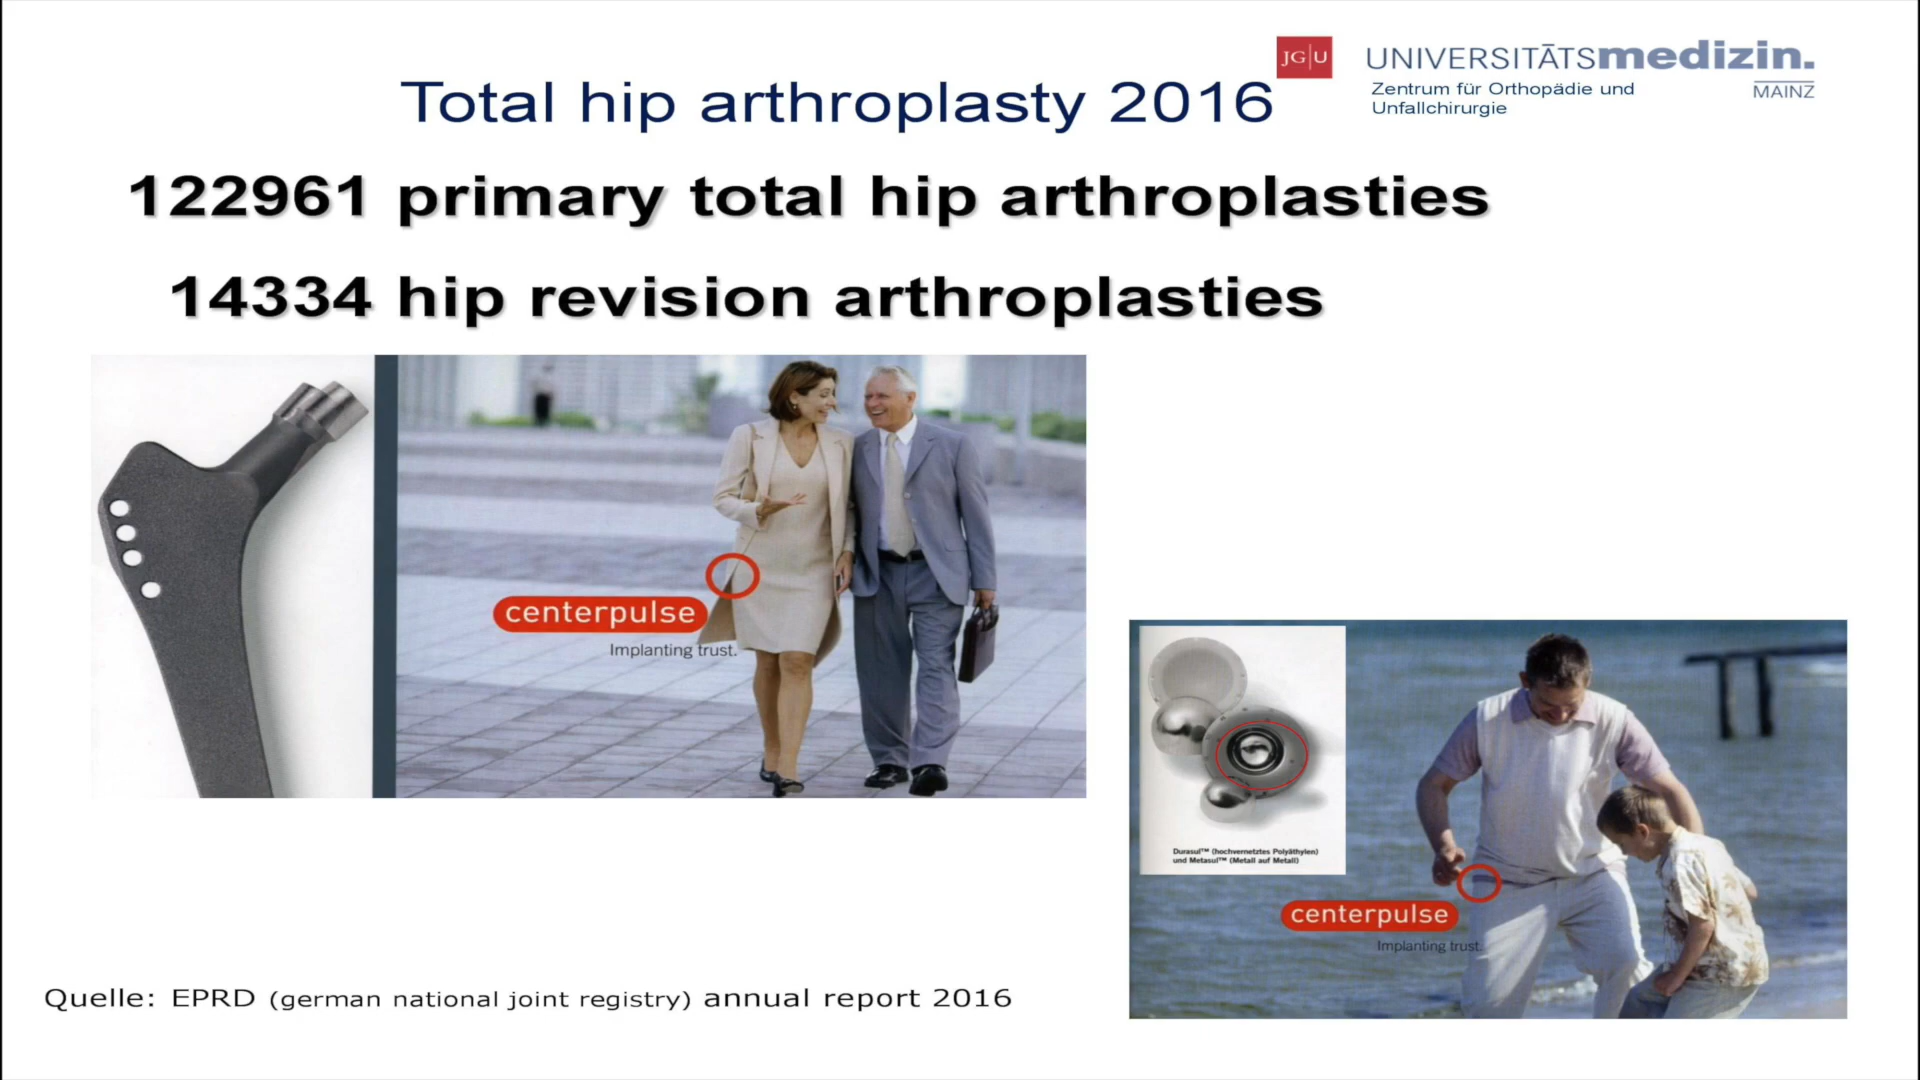 JG|U
UNIVERSITĀTSmedizin.
MAINZ
Zentrum für Orthopädie und
Unfallchirurgie
Total hip arthroplasty 2016
122961 primary total hip arthroplasties
14334 hip revision arthroplasties
centerpulse
Implanting trust.
Durasul™ (hochvernetztes Polyäthylen)
und Metasul™ (Metall auf Metall)
centerpulse
Implanting trust.
Quelle: EPRD (german national joint registry) annual report 2016